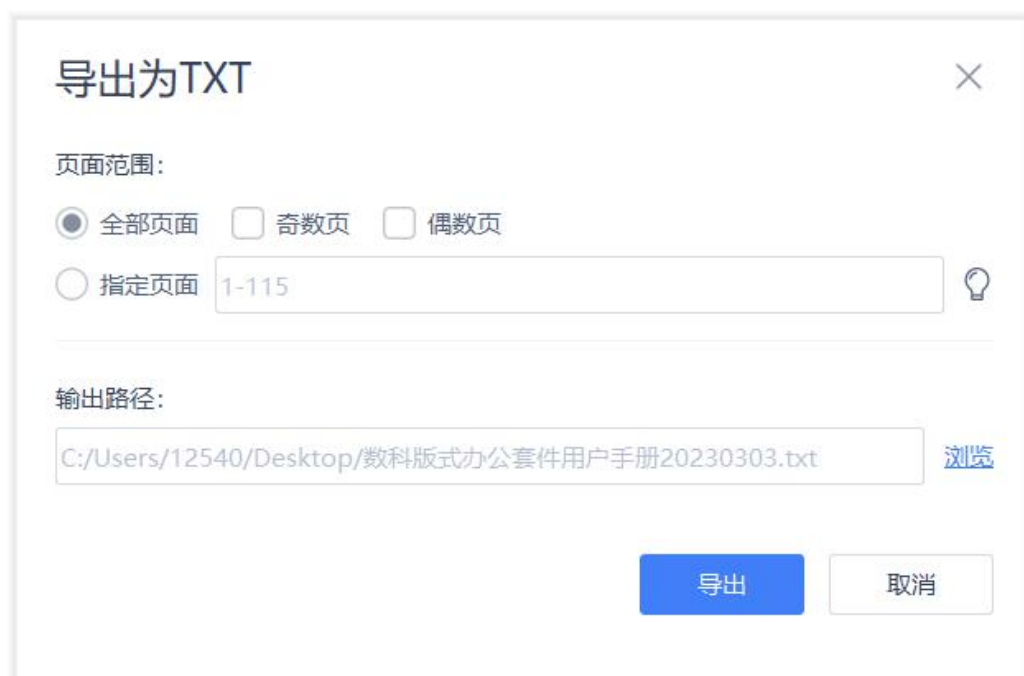 导出为TXT
页面范围：
全部页面 奇数页 偶数页
指定页面 1-115
输出路径：
C:/Users/12540/Desktop/数科版式办公套件用户手册20230303.txt 浏览
导出 取消